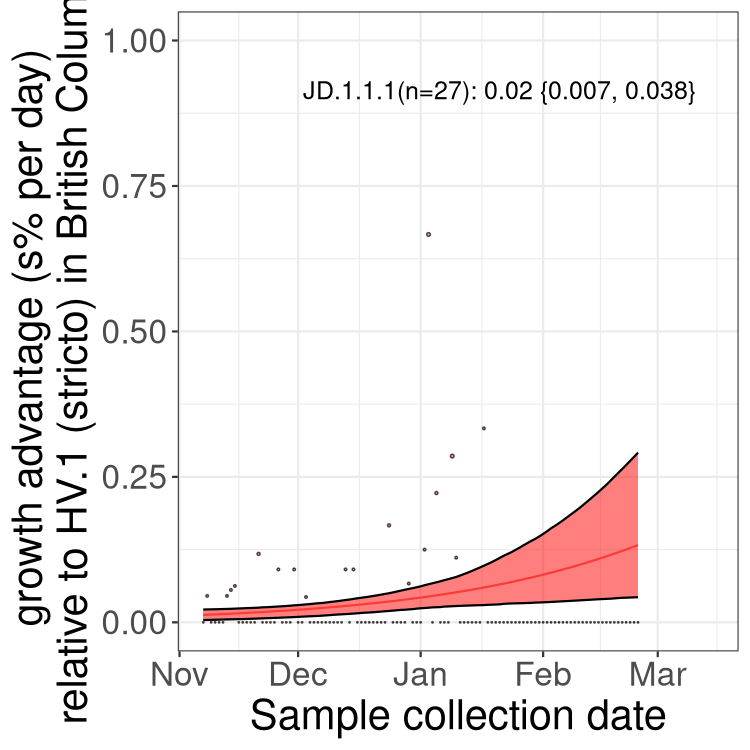 growth advantage (s% per day)
relative to HV.1 (stricto) in British Colum
1.00
0.75
0.50
0.25
0.00
JD.1.1.1(n=27): 0.02 {0.007, 0.038}
Nov Dec Jan Feb Mar
Sample collection date